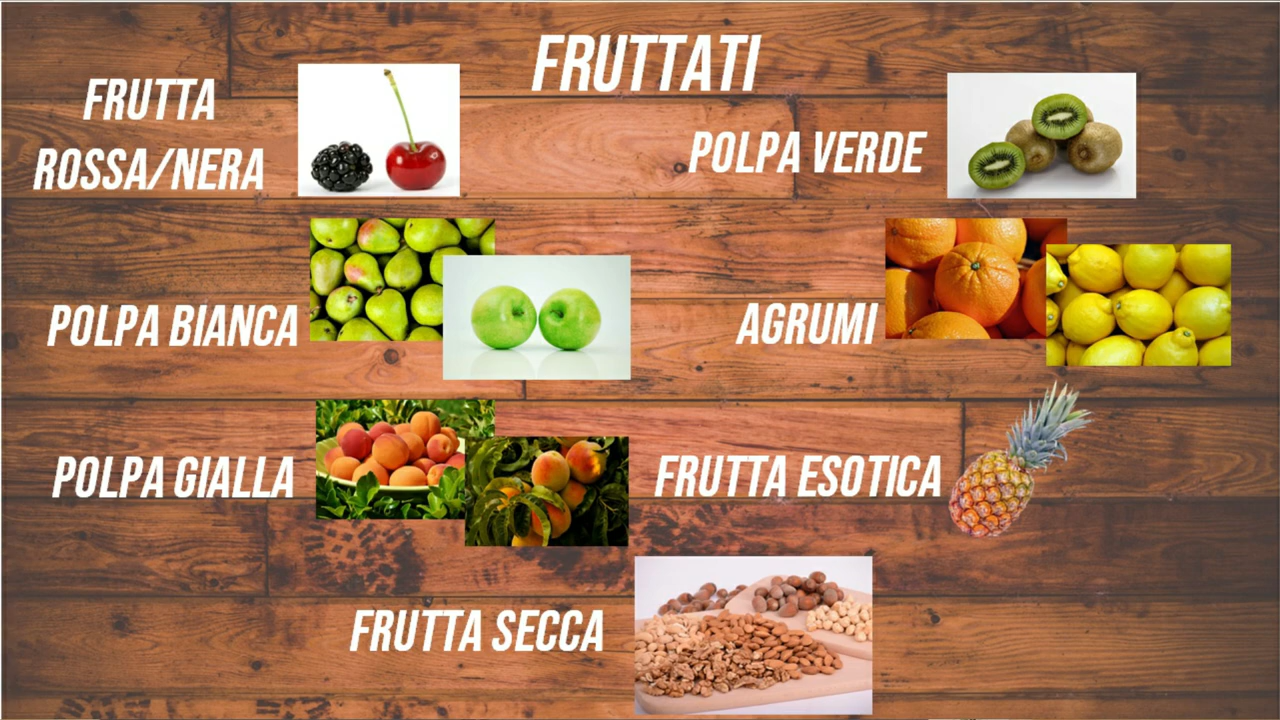 FRUTTATI
FRUTTA
ROSSA/NERA
POLPA VERDE
POLPA BIANCA
AGRUMI
POLPA GIALLA
FRUTTA ESOTICA
FRUTTA SECCA